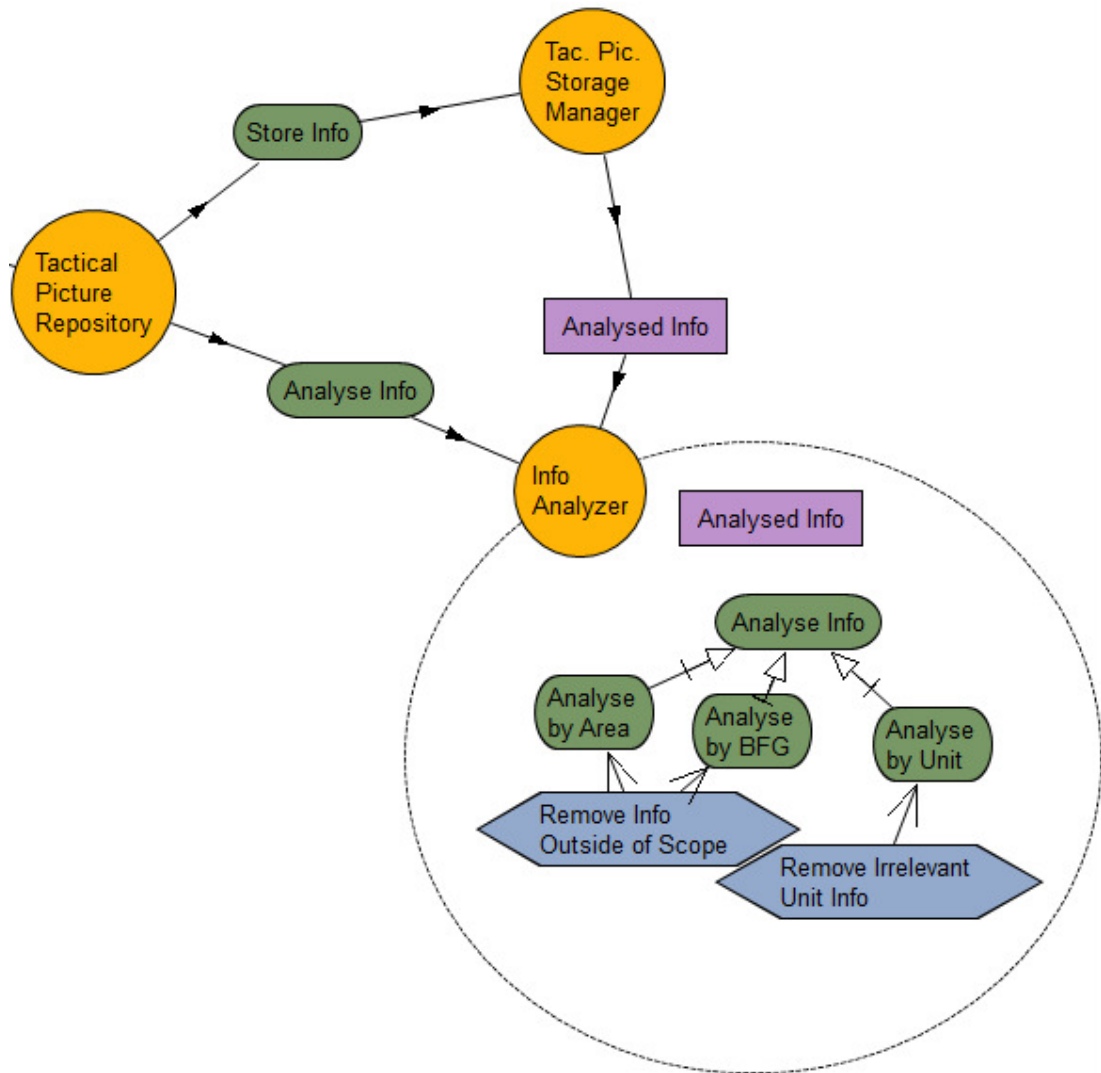 Tac. Pic.
Storage
Manager
Store Info
Tactical
Picture
Repository
Analysed Info
Analyse Info
Info
Analyzer
Analysed Info
Analyse Info
Analyse
by Area
Analyse
by BFG
Analyse
by Unit
Remove Info
Outside of Scope
Remove Irrelevant
Unit Info